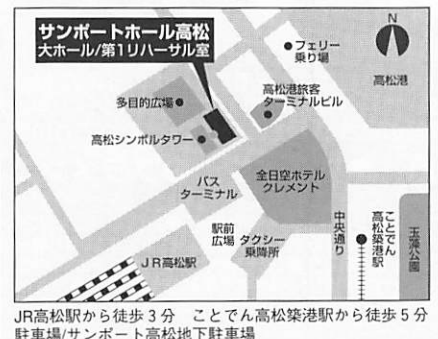 サンポートホール高松
大ホール/第1リハーサル室
N
フェリー
乗り場
高松港
多目的広場
高松港旅客
ターミナルビル
高松シンボルタワー
全日空ホテル
クレメント
バス
ターミナル
駅前
広場
タクシー
乗降所
中央通り
ことでん
高松築港駅
玉藻公園
JR高松駅
JR高松駅から徒歩3分 ことでん高松築港駅から徒歩5分
駐車場/サンポート高松地下駐車場